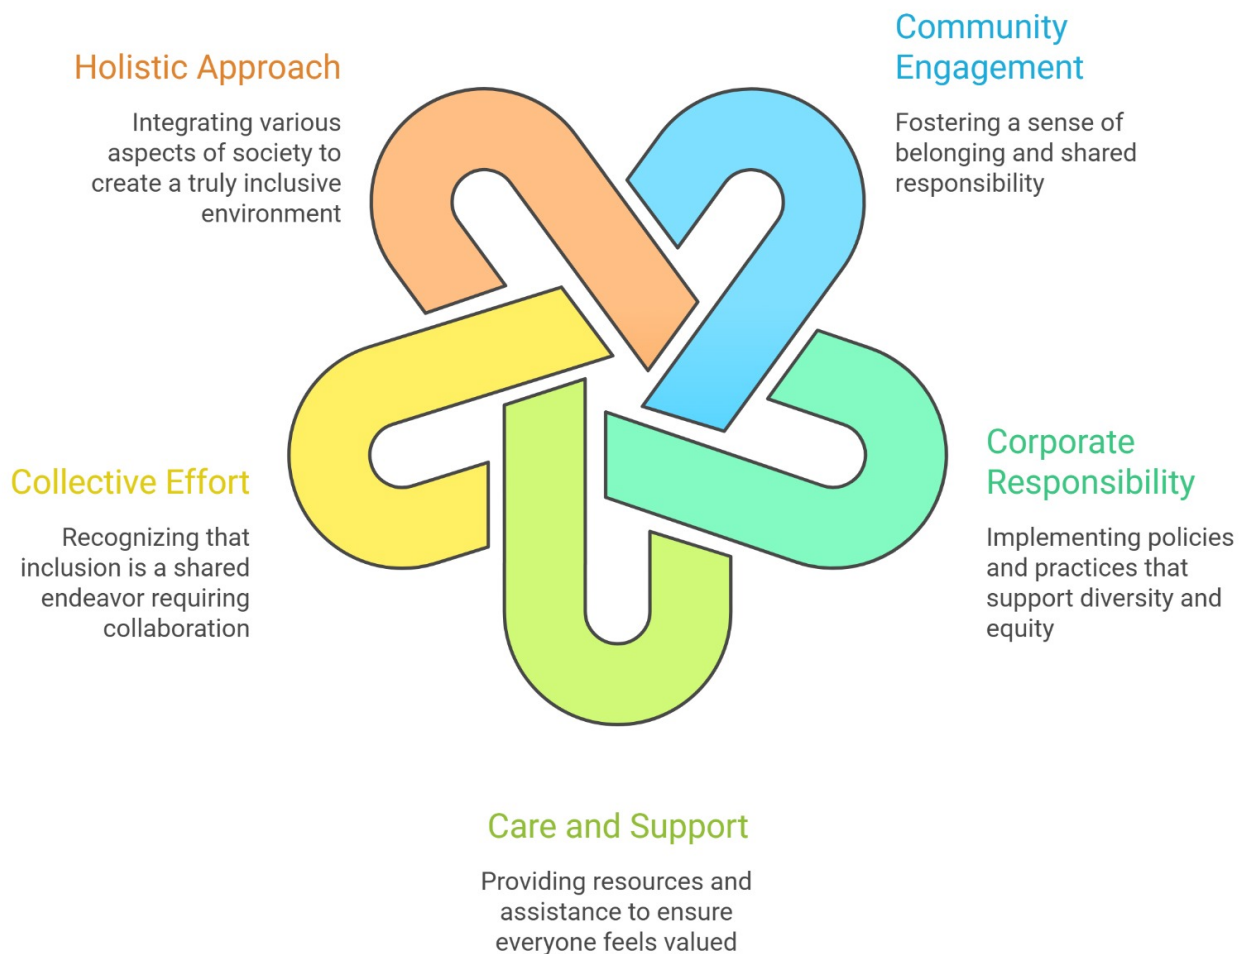 Holistic Approach
Integrating various
aspects of society to
create a truly inclusive
environment
Community
Engagement
Fostering a sense of
belonging and shared
responsibility
Collective Effort
Recognizing that
inclusion is a shared
endeavor requiring
collaboration
Corporate
Responsibility
Implementing policies
and practices that
support diversity and
equity
Care and Support
Providing resources and
assistance to ensure
everyone feels valued